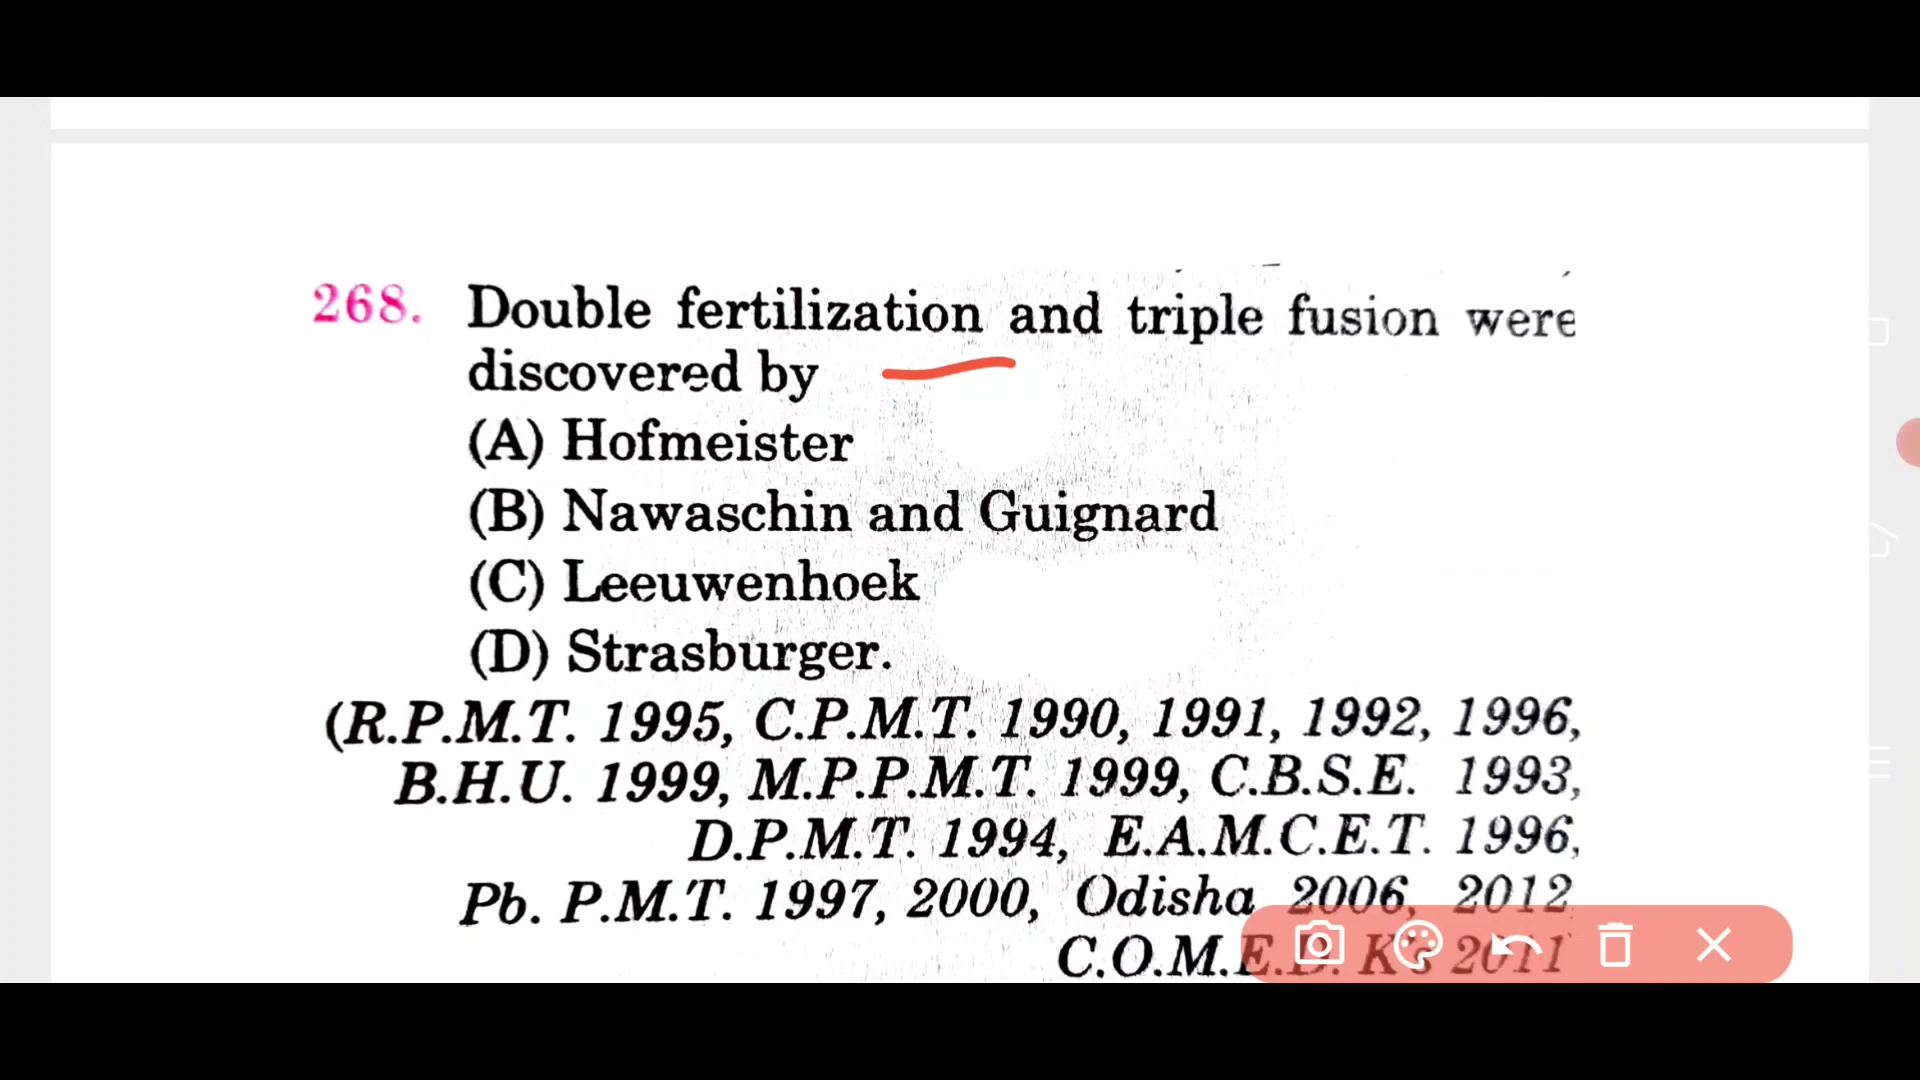 268. Double fertilization and triple fusion were
discovered by
(A) Hofmeister
(B) Nawaschin and Guignard
(C) Leeuwenhoek
(D) Strasburger.
(R.P.M.T. 1995, C.P.M.T. 1990, 1991, 1992, 1996,
B.H.U. 1999, M.P.P.M.T. 1999, C.B.S.E. 1993,
D.P.M.T. 1994, E.A.M.C.E.T. 1996,
Pb. P.M.T. 1997, 2000, Odisha 2006, 2012
C.O.M.E.D. K's 2011